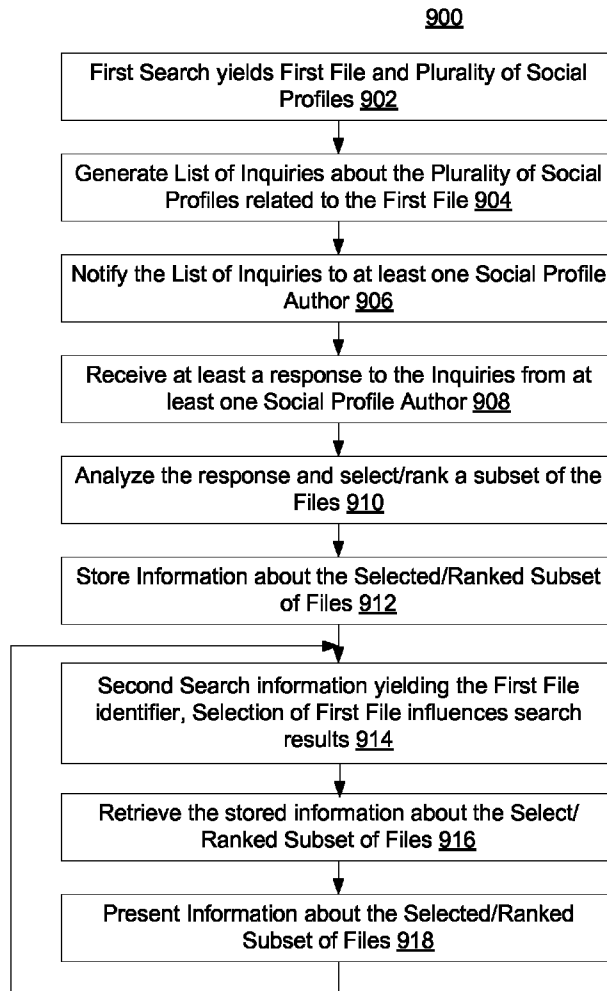 900
First Search yields First File and Plurality of Social
Profiles 902
Generate List of Inquiries about the Plurality of Social
Profiles related to the First File 904
Notify the List of Inquiries to at least one Social Profile
Author 906
Receive at least a response to the Inquiries from at
least one Social Profile Author 908
Analyze the response and select/rank a subset of the
Files 910
Store Information about the Selected/Ranked Subset
of Files 912
Second Search information yielding the First File
identifier, Selection of First File influences search
results 914
Retrieve the stored information about the Select/
Ranked Subset of Files 916
Present Information about the Selected/Ranked
Subset of Files 918